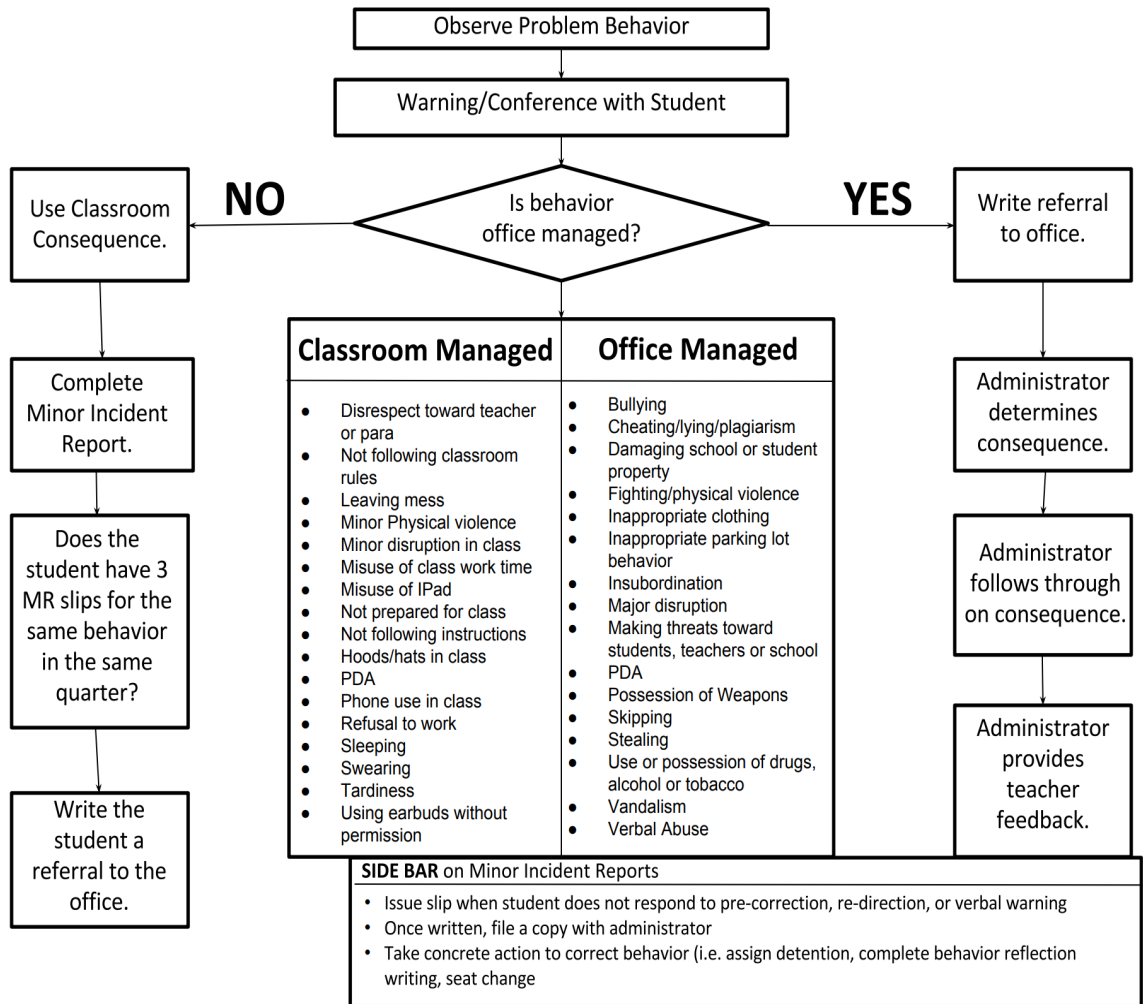 Observe Problem Behavior
Warning/Conference with Student
Is behavior
office managed?
NO
YES
Use Classroom
Consequence.
Complete
Minor Incident
Report.
Does the
student have 3
MR slips for the
same behavior
in the same
quarter?
Write the
student a
referral to the
office.
Classroom Managed
● Disrespect toward teacher
or para
● Not following classroom
rules
● Leaving mess
● Minor Physical violence
● Minor disruption in class
● Misuse of class work time
● Misuse of IPad
● Not prepared for class
● Not following instructions
● Hoods/hats in class
● PDA
● Phone use in class
● Refusal to work
● Sleeping
● Swearing
● Tardiness
● Using earbuds without
permission
Office Managed
● Bullying
● Cheating/lying/plagiarism
● Damaging school or student
property
● Fighting/physical violence
● Inappropriate clothing
● Inappropriate parking lot
behavior
● Insubordination
● Major disruption
● Making threats toward
students, teachers or school
● PDA
● Possession of Weapons
● Skipping
● Stealing
● Use or possession of drugs,
alcohol or tobacco
● Vandalism
● Verbal Abuse
Write referral
to office.
Administrator
determines
consequence.
Administrator
follows through
on consequence.
Administrator
provides
teacher
feedback.
SIDE BAR on Minor Incident Reports
• Issue slip when student does not respond to pre-correction, re-direction, or verbal warning
• Once written, file a copy with administrator
• Take concrete action to correct behavior (i.e. assign detention, complete behavior reflection
writing, seat change